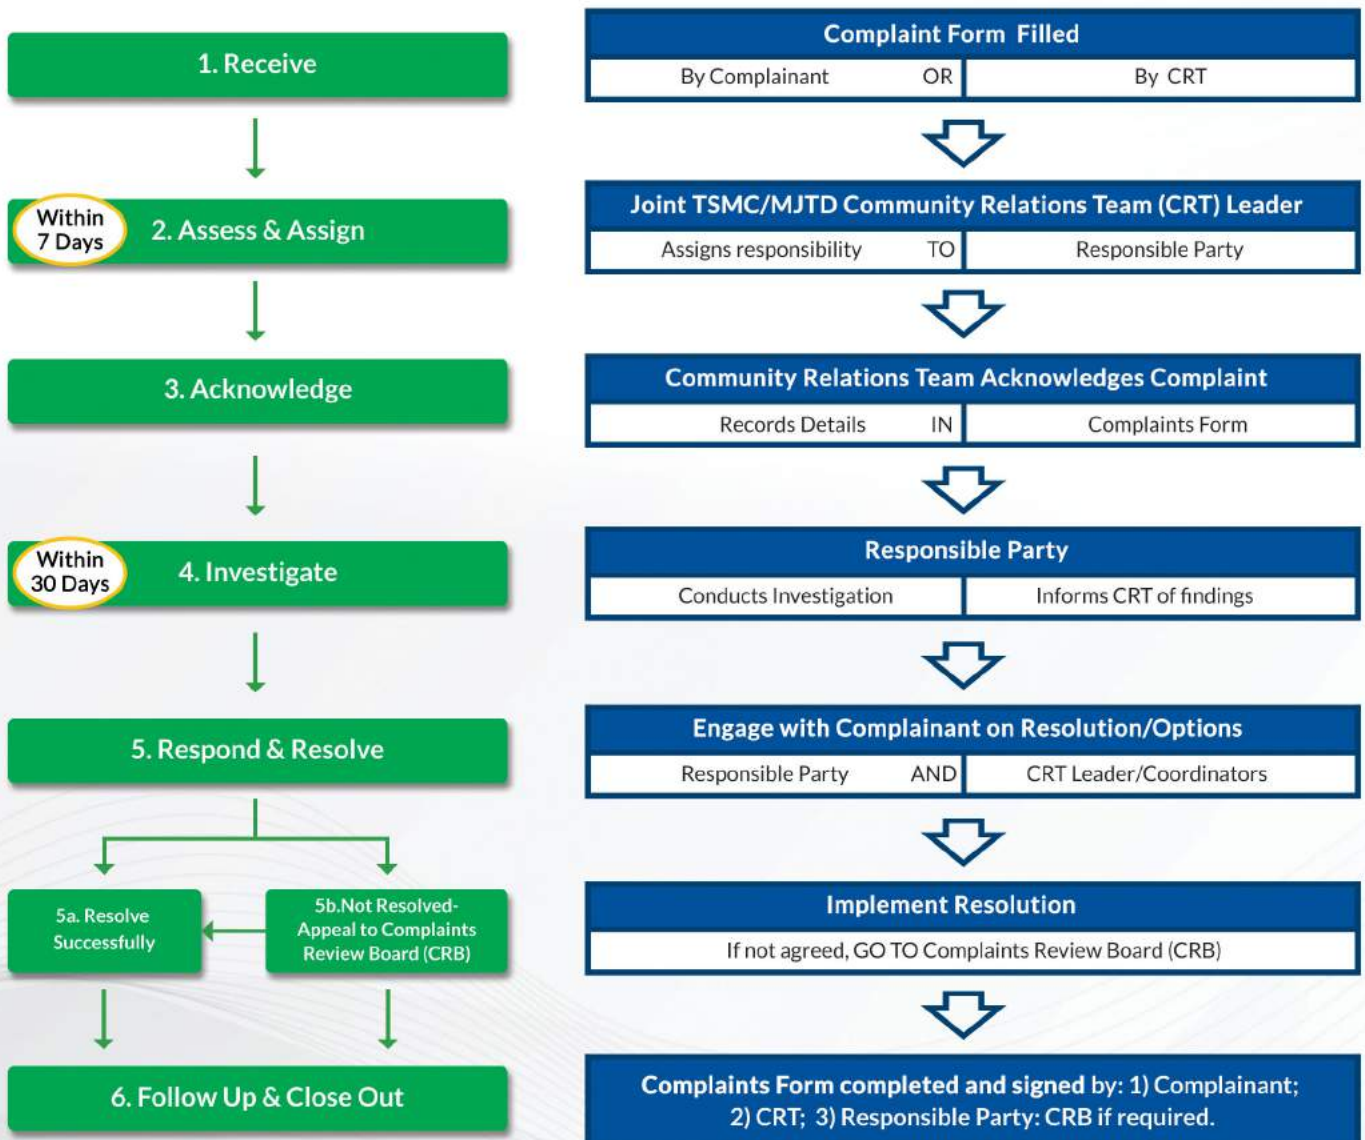 1. Receive
Complaint Form Filled
By Complainant OR By CRT
Within
7 Days
2. Assess & Assign
Joint TSMC/MJTD Community Relations Team (CRT) Leader
Assigns responsibility TO Responsible Party
3. Acknowledge
Community Relations Team Acknowledges Complaint
Records Details IN Complaints Form
Within
30 Days
4. Investigate
Responsible Party
Conducts Investigation Informs CRT of findings
5. Respond & Resolve
Engage with Complainant on Resolution/Options
Responsible Party AND CRT Leader/Coordinators
5a. Resolve
Successfully
5b.Not Resolved-
Appeal to Complaints
Review Board (CRB)
Implement Resolution
If not agreed, GO TO Complaints Review Board (CRB)
6. Follow Up & Close Out
Complaints Form completed and signed by: 1) Complainant;
2) CRT; 3) Responsible Party: CRB if required.